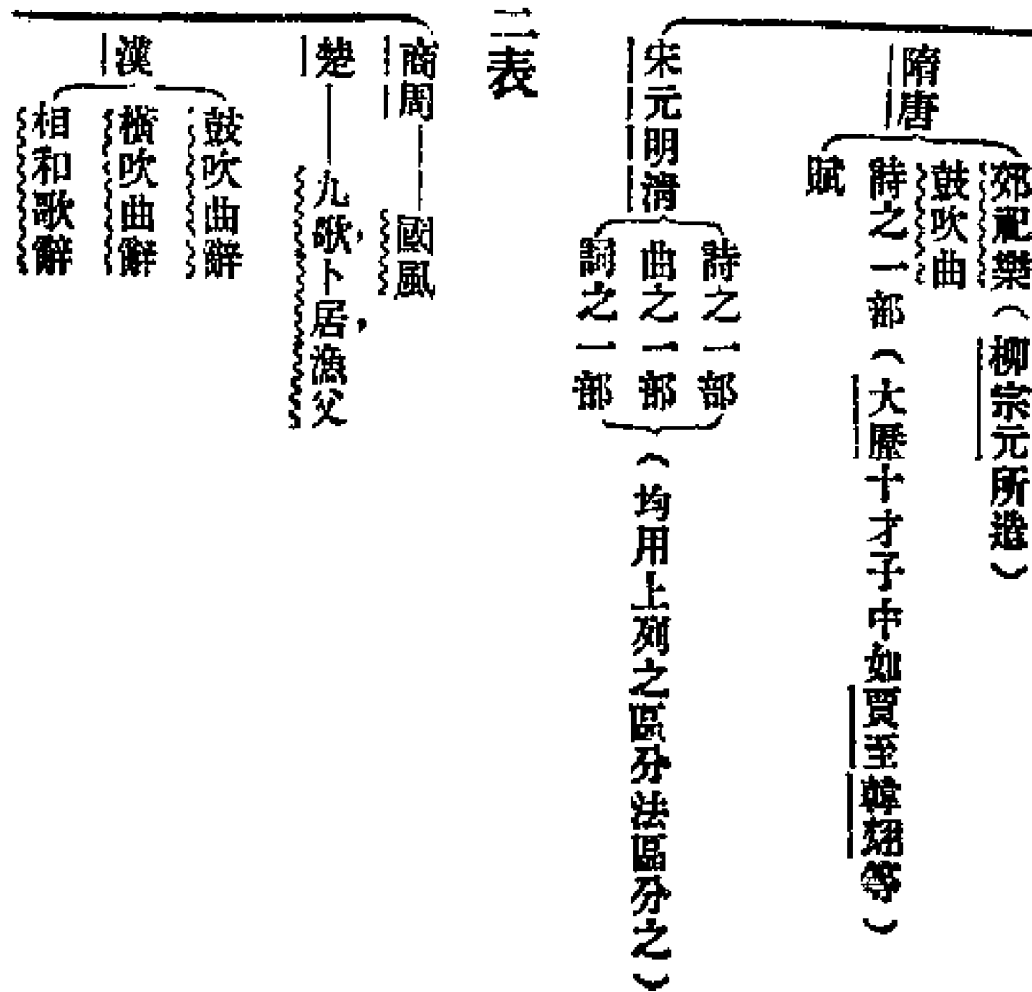 隋唐
郊祀樂（柳宗元所造）
鼓吹曲
詩之一部（大歷十才子中如賈至韓翃等）
賦
宋元明清
詩之一部
曲之一部
詞之一部
（均用上列之區分法區分之）
二表
商周——國風
楚——九歌，卜居，漁父
漢
鼓吹曲辭
橫吹曲辭
相和歌辭